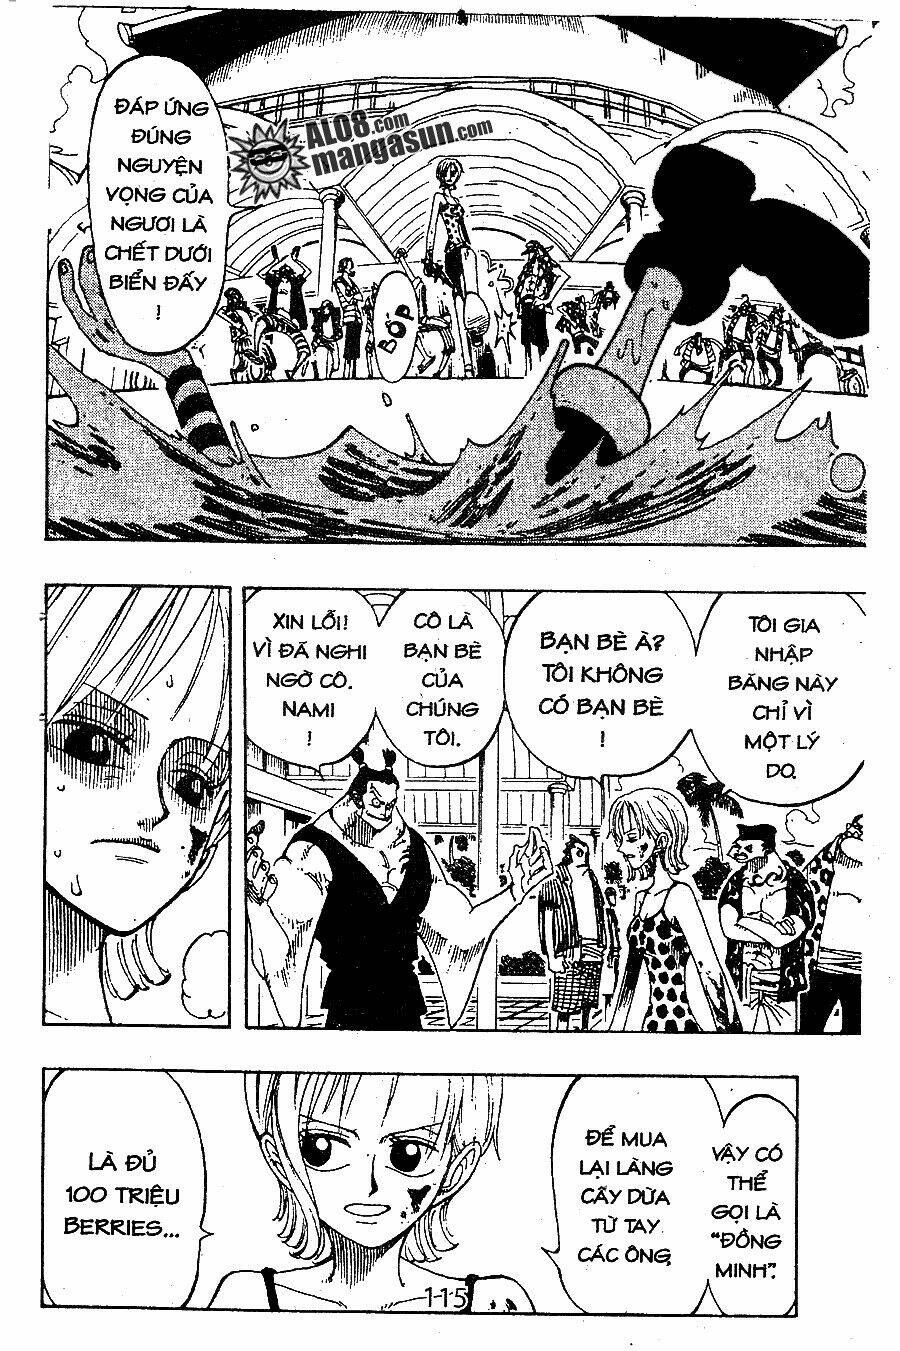 ĐÁP ỨNG
ĐÚNG
NGUYỆN
VỌNG CỦA
NGƯƠI LÀ
CHẾT DƯỚI
BIỂN ĐẤY
!
ALO8.com
mangasun.com
BỐP
TÔI GIA
NHẬP
BĂNG NÀY
CHỈ VÌ
MỘT LÝ
DO.
BẠN BÈ À?
TÔI KHÔNG
CÓ BẠN BÈ
!
CÔ LÀ
BẠN BÈ
CỦA
CHÚNG
TÔI.
XIN LỖI!
VÌ ĐÃ NGHI
NGỜ CÔ.
NAMI
!
VẬY CÓ
THỂ
GỌI LÀ
"ĐỒNG
MINH".
ĐỂ MUA
LẠI LÀNG
CÂY DỪA
TỪ TAY
CÁC ÔNG,
LÀ ĐỦ
100 TRIỆU
BERRIES...
115